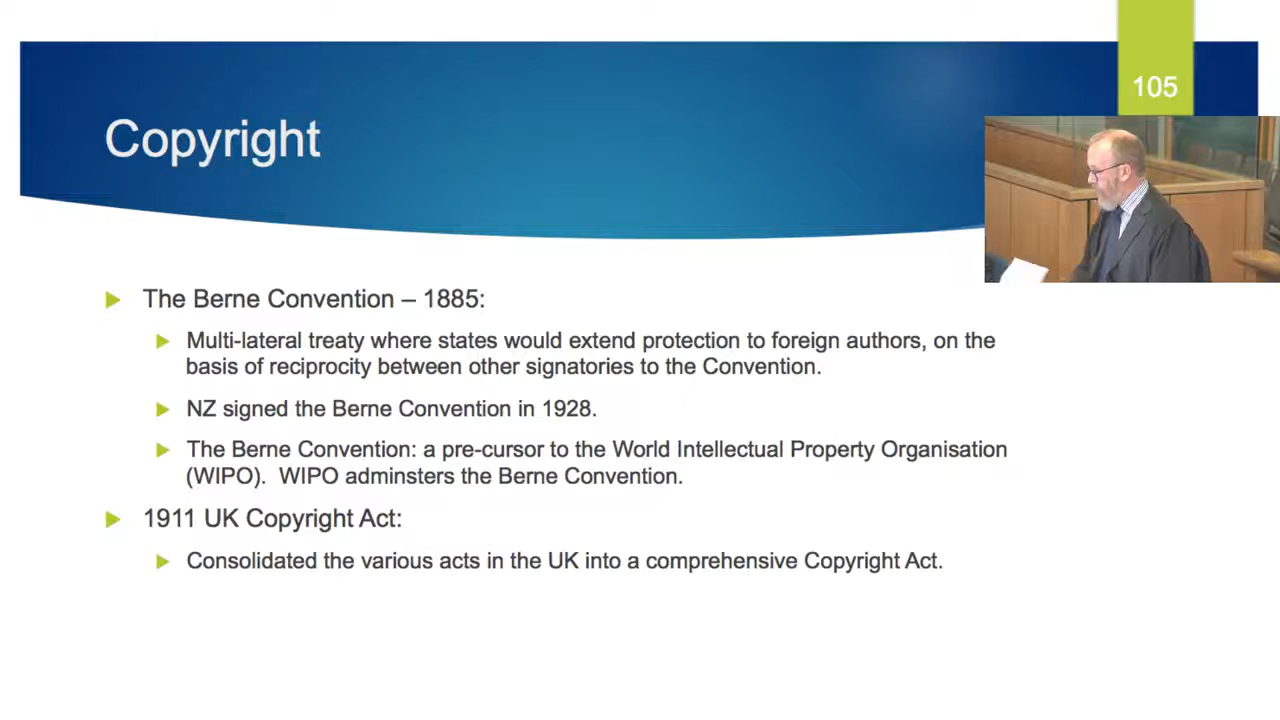 105
Copyright
The Berne Convention – 1885:
Multi-lateral treaty where states would extend protection to foreign authors, on the
basis of reciprocity between other signatories to the Convention.
NZ signed the Berne Convention in 1928.
The Berne Convention: a pre-cursor to the World Intellectual Property Organisation
(WIPO).  WIPO adminsters the Berne Convention.
1911 UK Copyright Act:
Consolidated the various acts in the UK into a comprehensive Copyright Act.